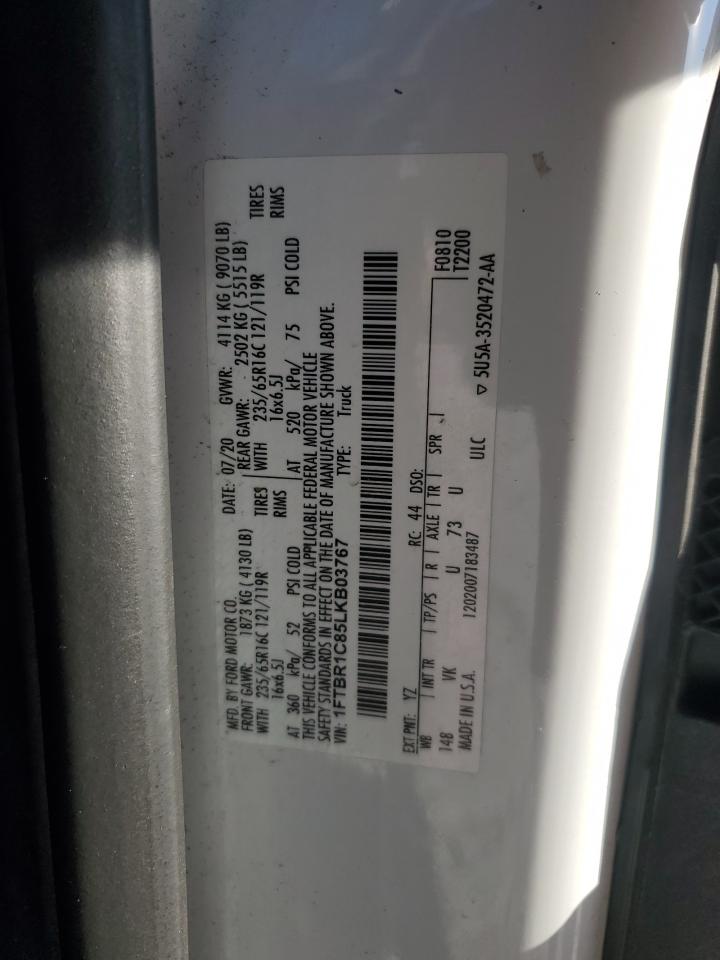 MFD. BY FORD MOTOR CO.
DATE: 07/20 GVWR: 4114 KG ( 9070 LB)
FRONT GAWR: 1873 KG ( 4130 LB) REAR GAWR: 2502 KG ( 5515 LB)
WITH 235/65R16C 121/119R TIRES WITH 235/65R16C 121/119R TIRES
16x6.5J RIMS 16x6.5J RIMS
AT 360 kPa/ 52 PSI COLD AT 520 kPa/ 75 PSI COLD
THIS VEHICLE CONFORMS TO ALL APPLICABLE FEDERAL MOTOR VEHICLE
SAFETY STANDARDS IN EFFECT ON THE DATE OF MANUFACTURE SHOWN ABOVE.
VIN: 1FTBR1C85LKB03767 TYPE: Truck
EXT PNT: YZ RC: 44 DSO: F0810
WB INT TR TP/PS R AXLE TR SPR T2200
148 VK U 73 U
MADE IN U.S.A. 1202007183487 ULC ▽ 5U5A-3520472-AA